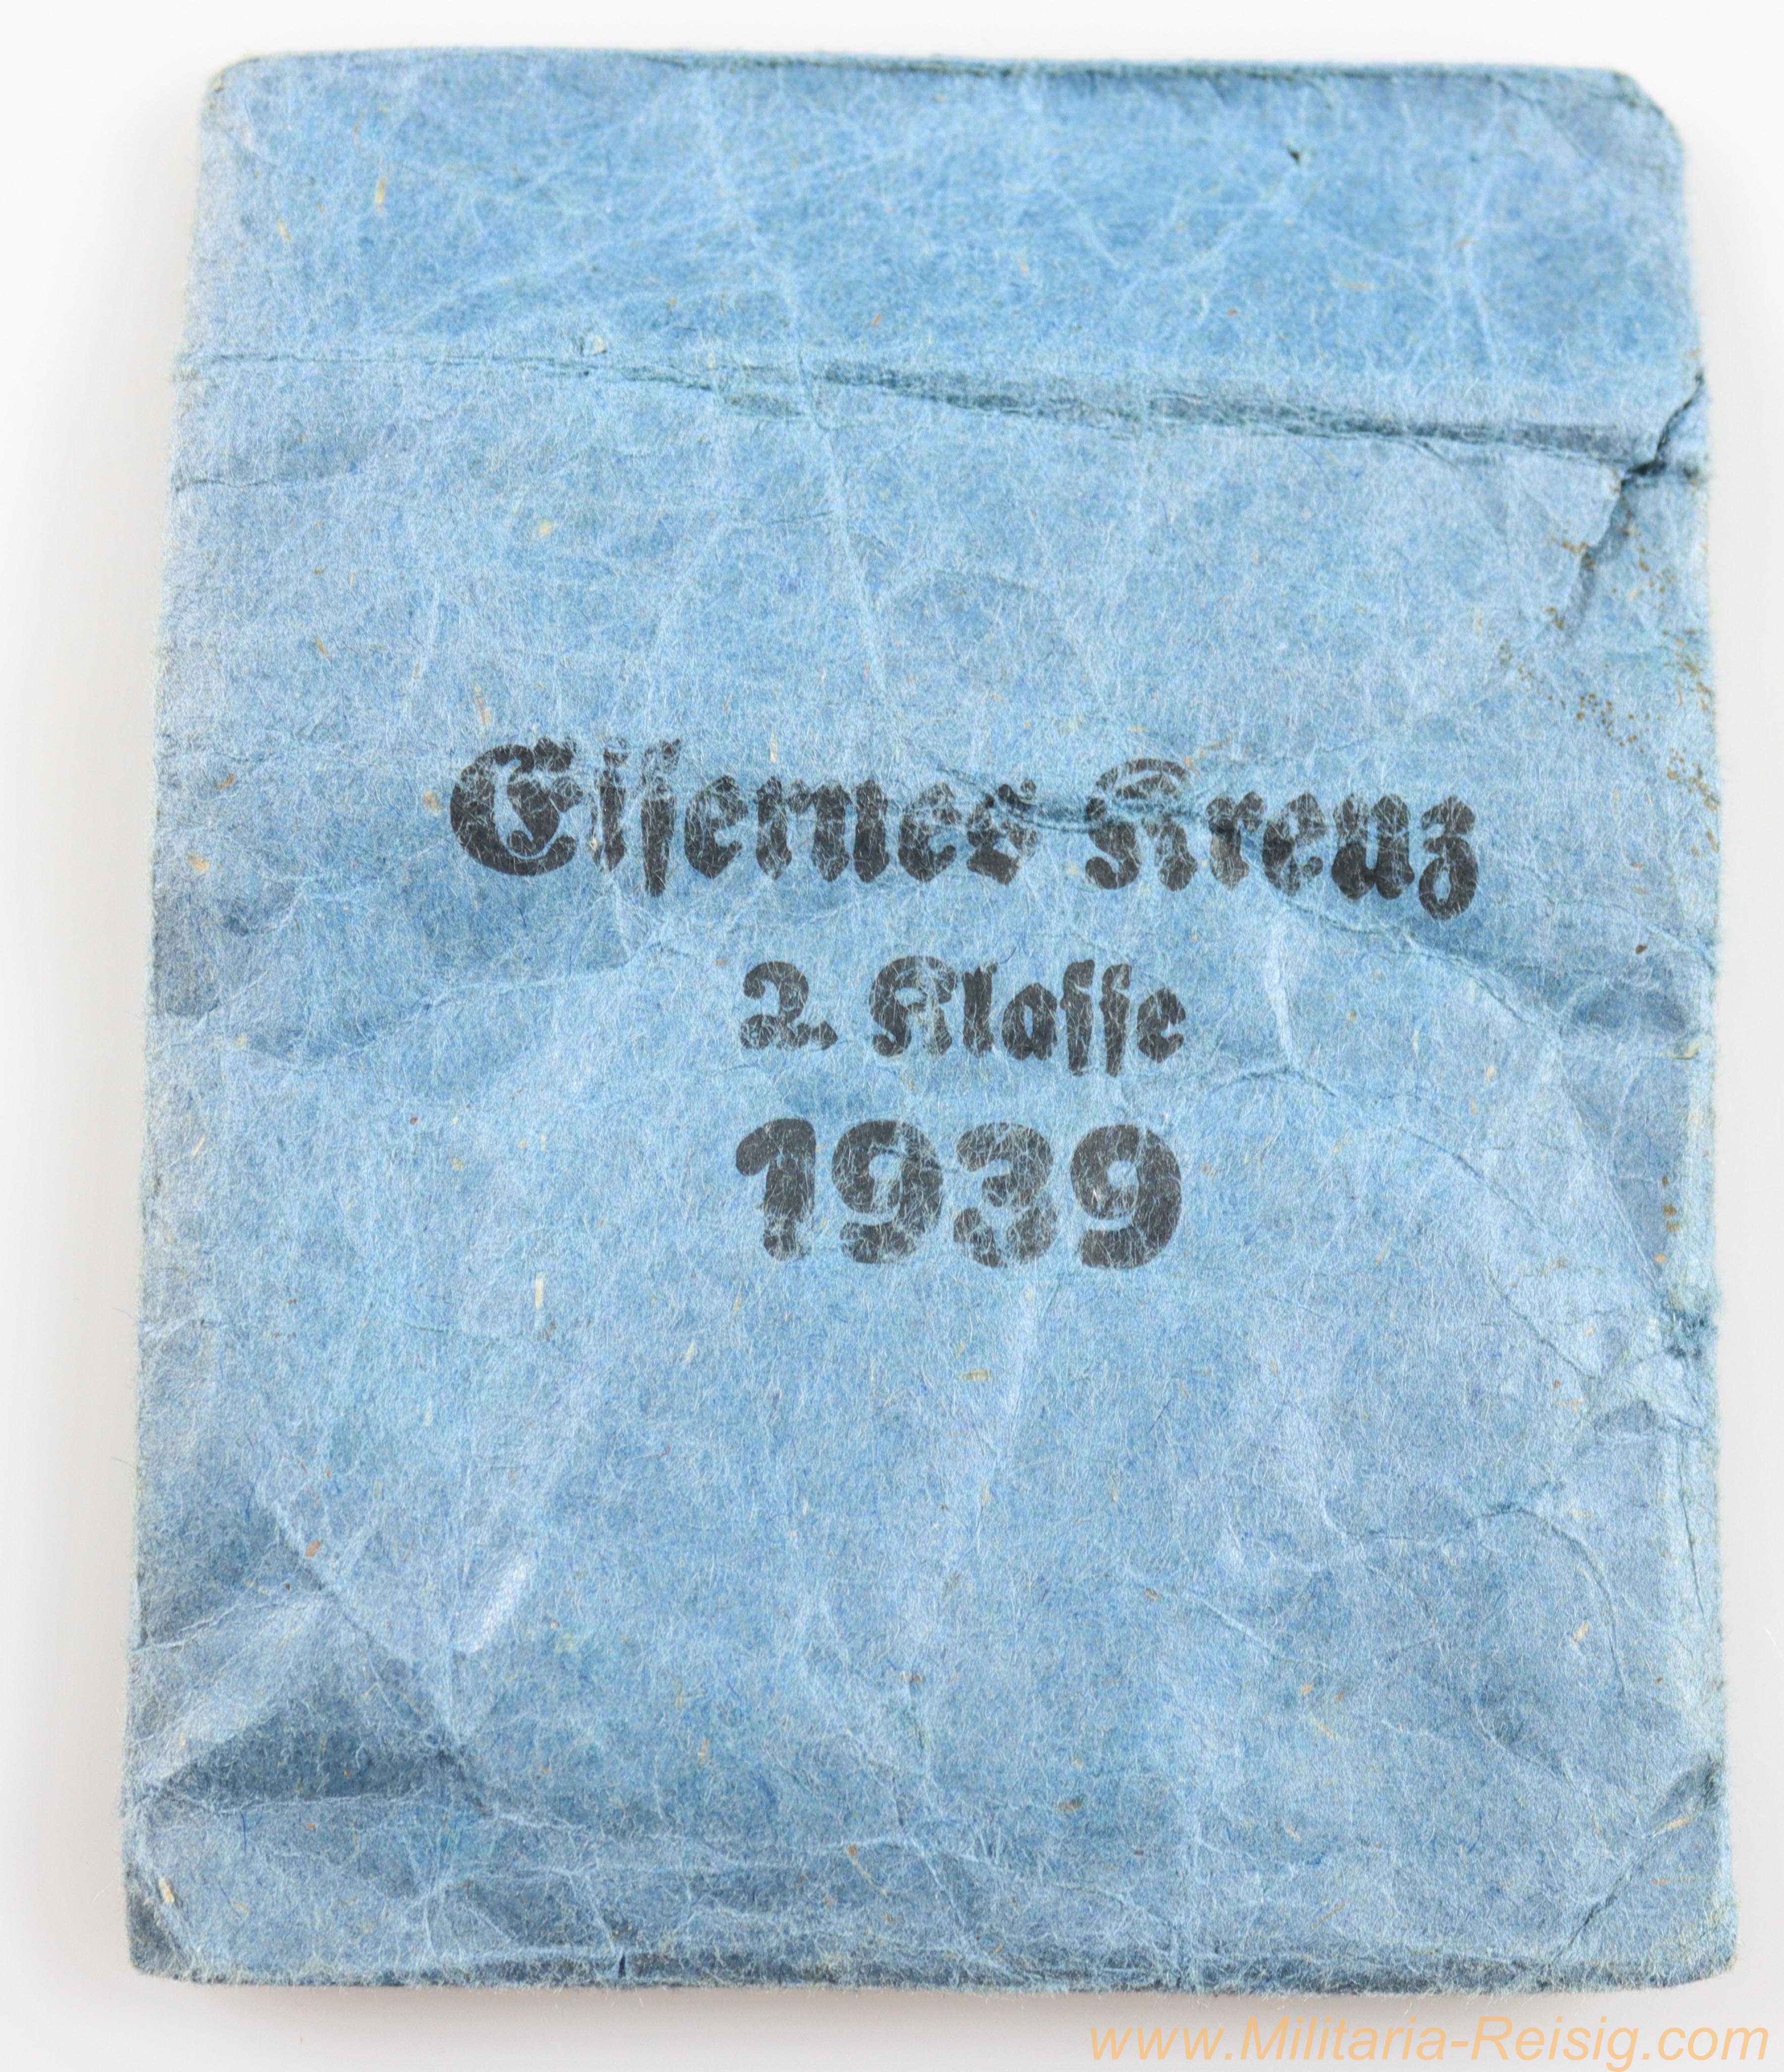 Eisernes Kreuz
2. Klasse
1939
www.Militaria-Reisig.com